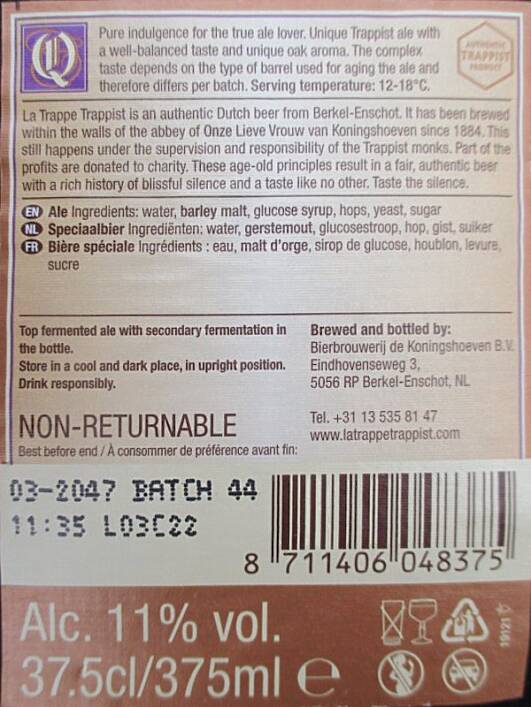 Q
Pure indulgence for the true ale lover. Unique Trappist ale with
a well-balanced taste and unique oak aroma. The complex
taste depends on the type of barrel used for aging the ale and
therefore differs per batch. Serving temperature: 12-18°C.
AUTHENTIC
TRAPPIST
PRODUCT
La Trappe Trappist is an authentic Dutch beer from Berkel-Enschot. It has been brewed
within the walls of the abbey of Onze Lieve Vrouw van Koningshoeven since 1884. This
still happens under the supervision and responsibility of the Trappist monks. Part of the
profits are donated to charity. These age-old principles result in a fair, authentic beer
with a rich history of blissful silence and a taste like no other. Taste the silence.
EN Ale Ingredients: water, barley malt, glucose syrup, hops, yeast, sugar
NL Speciaalbier Ingrediënten: water, gerstemout, glucosestroop, hop, gist, suiker
FR Bière spéciale Ingrédients : eau, malt d'orge, sirop de glucose, houblon, levure,
sucre
Top fermented ale with secondary fermentation in
the bottle.
Store in a cool and dark place, in upright position.
Drink responsibly.
Brewed and bottled by:
Bierbrouwerij de Koningshoeven B.V.
Eindhovenseweg 3,
5056 RP Berkel-Enschot, NL
Tel. +31 13 535 81 47
www.latrappetrappist.com
NON-RETURNABLE
Best before end / À consommer de préférence avant fin:
03-2047 BATCH 44
11:35 L03C22
8 711406 048375
Alc. 11% vol.
37.5cl/375ml e
19121